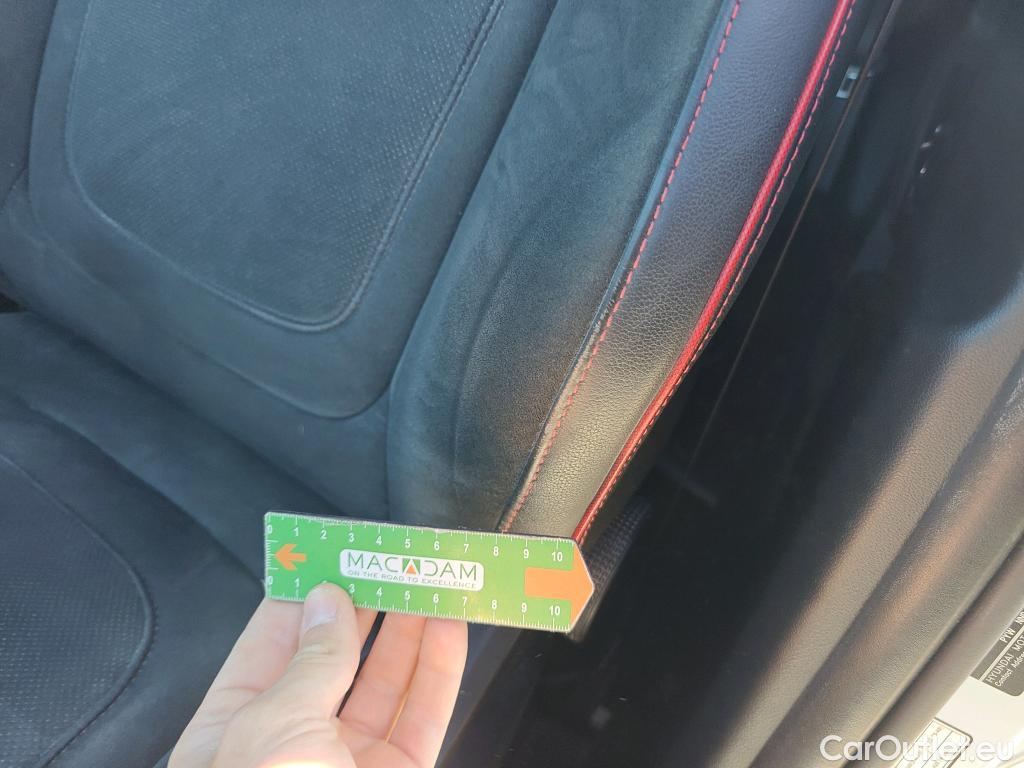 0 1 2 3 4 5 6 7 8 9 10
MACADAM
ON THE ROAD TO EXCELLENCE
0 1 3 4 5 6 7 8 9 10
HYUNDAI
Contact
CarOutlet.eu